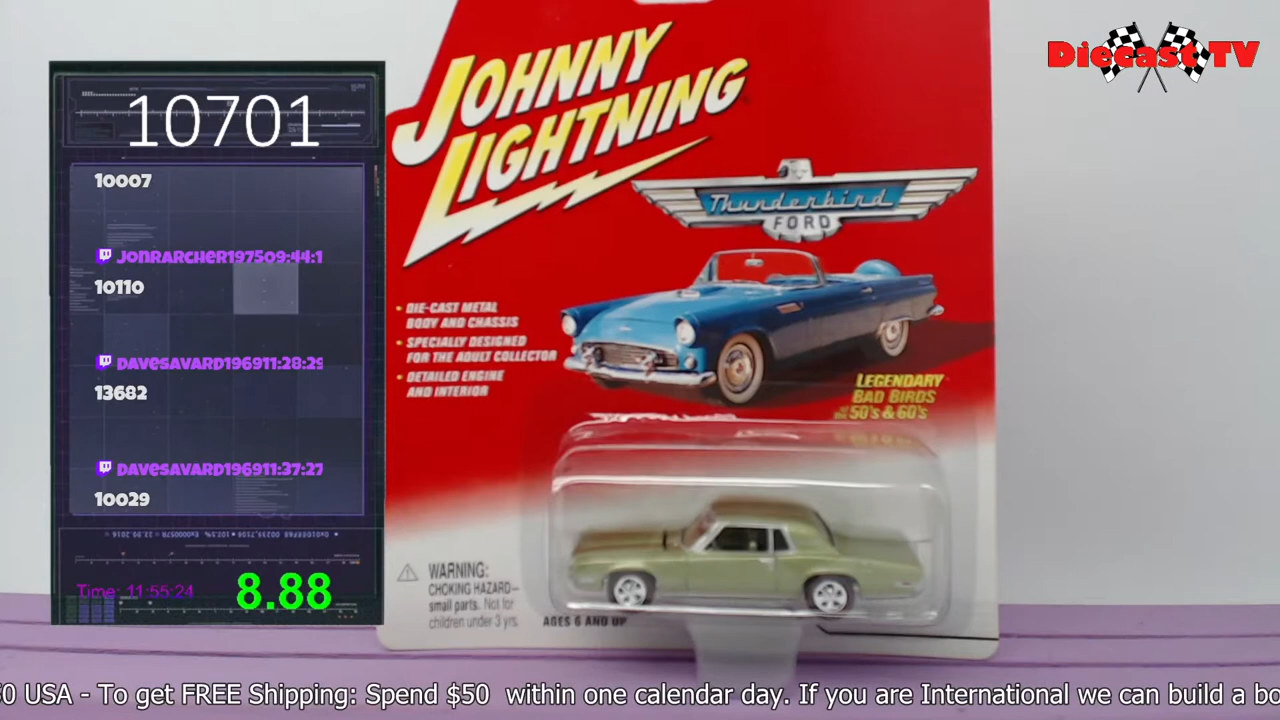 10701
10007
JONRARCHER197509:44:1
10110
DAVESAVARD196911:28:29
13682
DAVESAVARD196911:37:27
10029
Time: 11:55:24
8.88
JOHNNY
LIGHTNING
Thunderbird
FORD
• DIE-CAST METAL
BODY AND CHASSIS
• SPECIALLY DESIGNED
FOR THE ADULT COLLECTOR
• DETAILED ENGINE
AND INTERIOR
LEGENDARY
BAD BIRDS
50's & 60's
WARNING:
CHOKING HAZARD—
small parts. Not for
children under 3 yrs.
AGES 6 AND UP
Diecast TV
0 USA - To get FREE Shipping: Spend $50 within one calendar day. If you are International we can build a bo